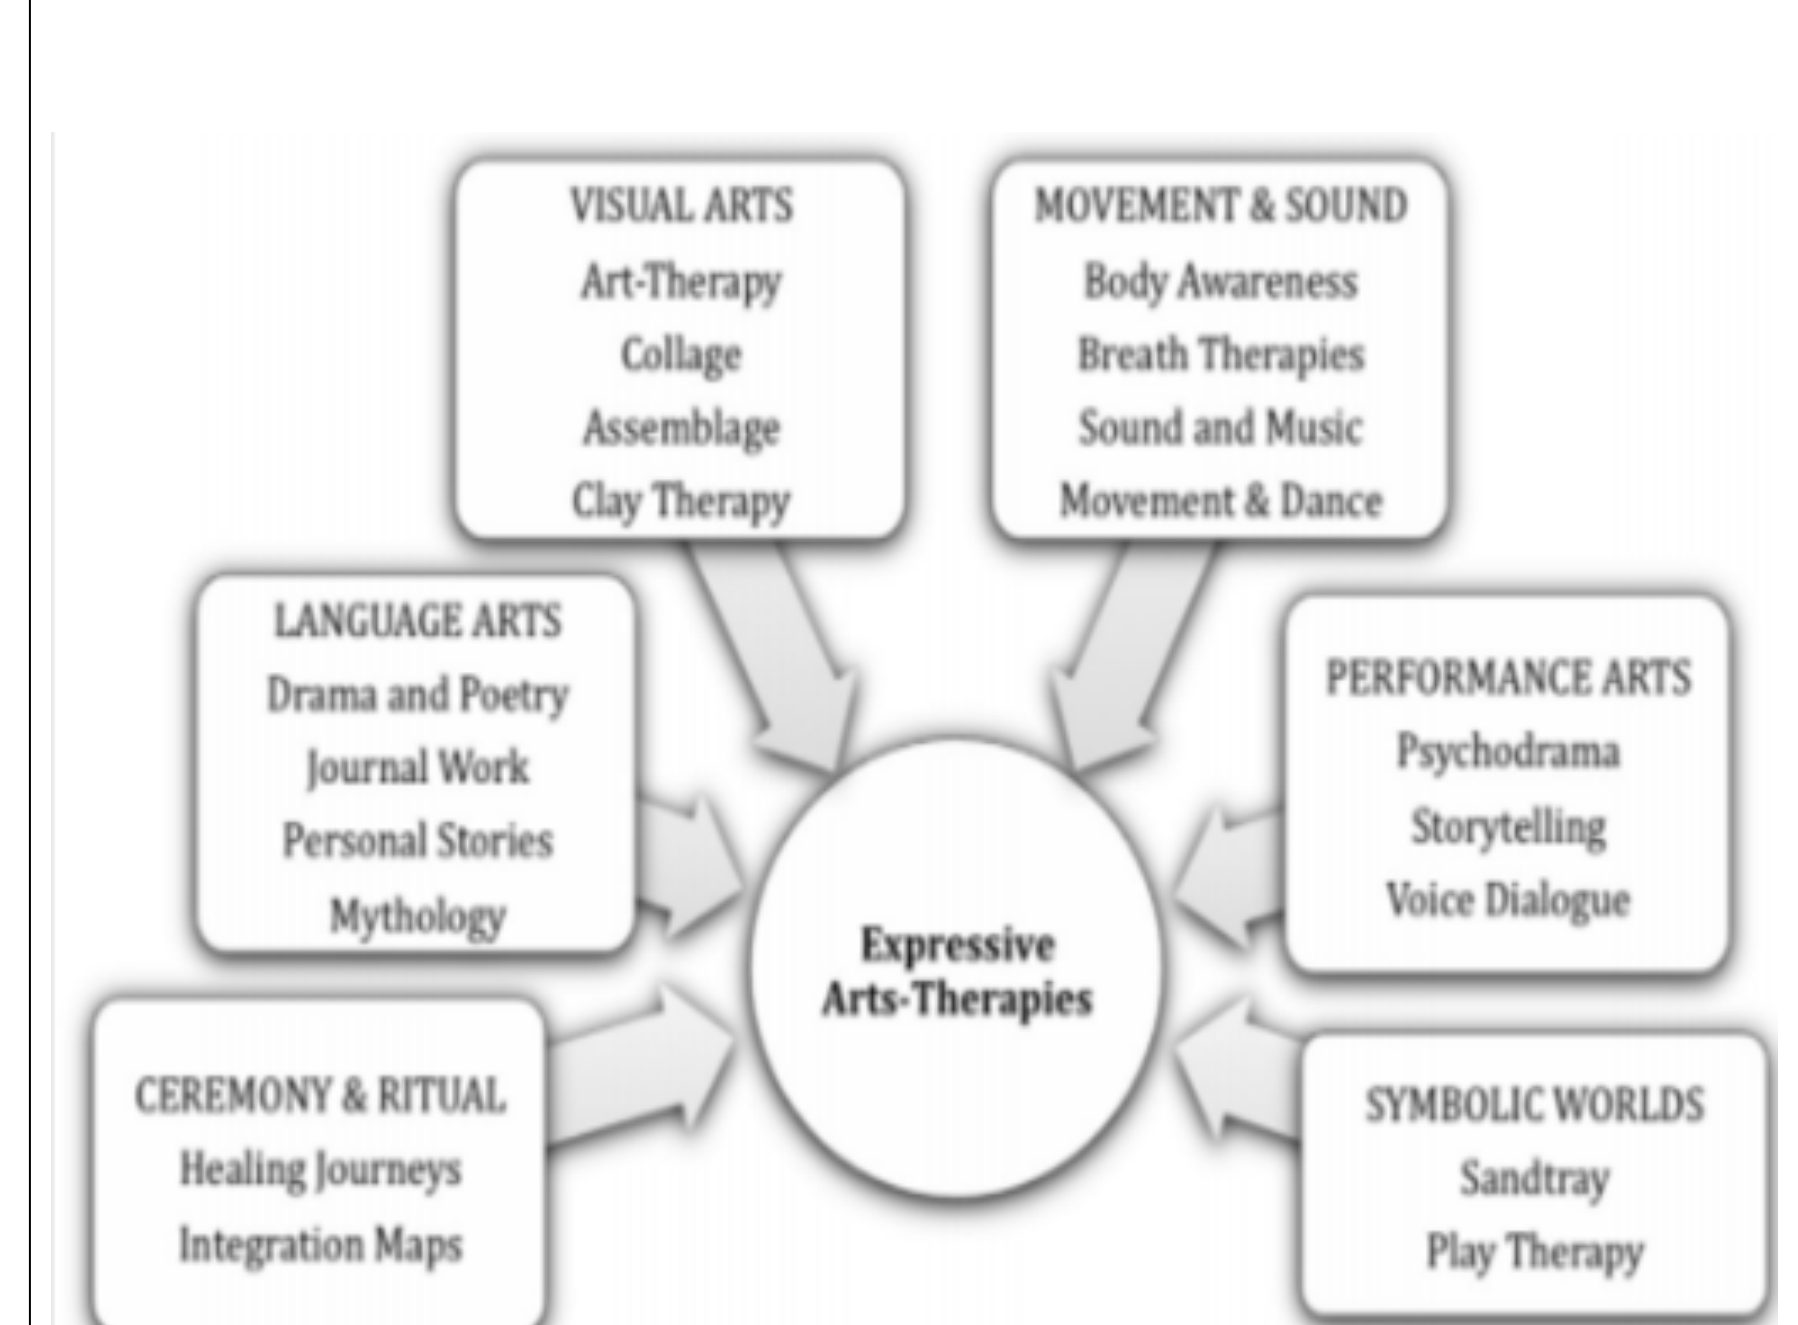 VISUAL ARTS
Art-Therapy
Collage
Assemblage
Clay Therapy
MOVEMENT & SOUND
Body Awareness
Breath Therapies
Sound and Music
Movement & Dance
LANGUAGE ARTS
Drama and Poetry
Journal Work
Personal Stories
Mythology
PERFORMANCE ARTS
Psychodrama
Storytelling
Voice Dialogue
Expressive
Arts-Therapies
CEREMONY & RITUAL
Healing Journeys
Integration Maps
SYMBOLIC WORLDS
Sandtray
Play Therapy